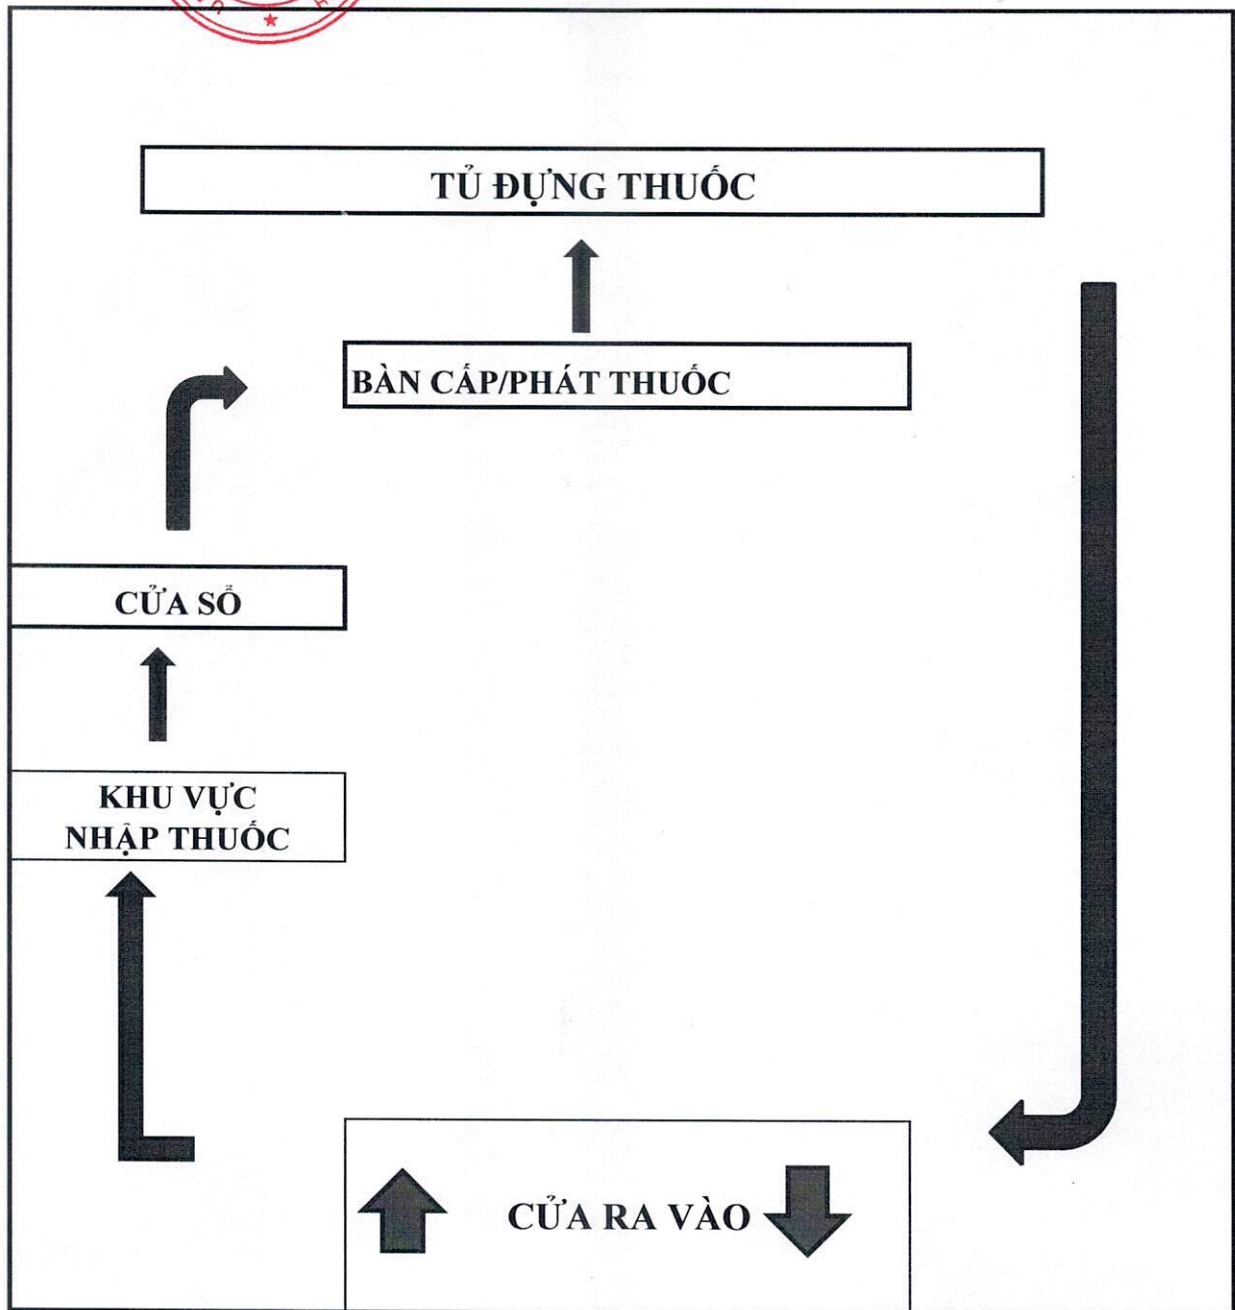 TỦ ĐỰNG THUỐC
BÀN CẤP/PHÁT THUỐC
CỬA SỔ
KHU VỰC
NHẬP THUỐC
CỬA RA VÀO